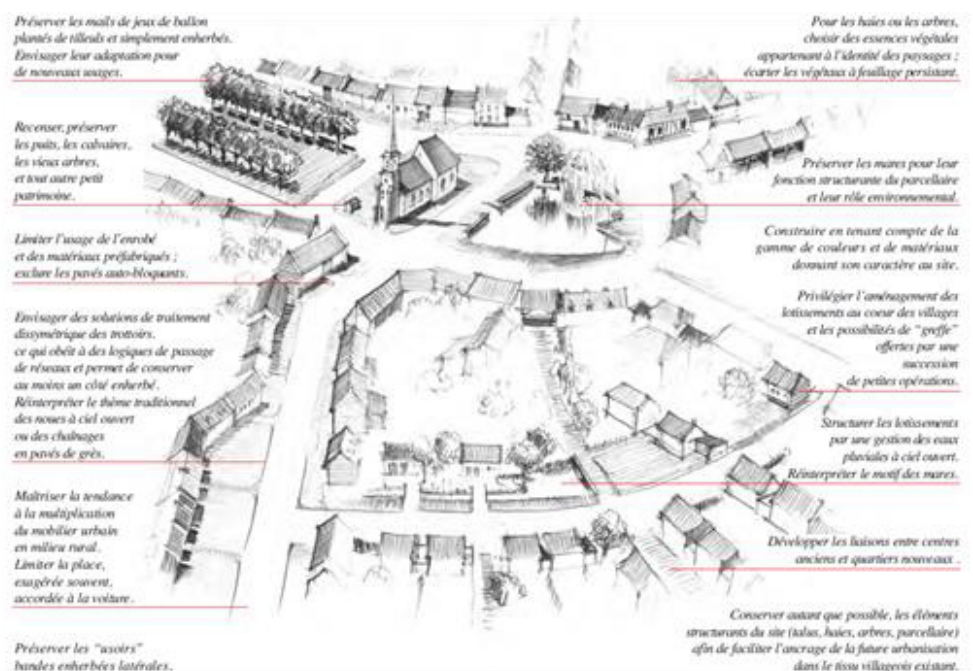 Préserver les mails de jeux de ballon
plantés de tilleuls et simplement enherbés.
Envisager leur adaptation pour
de nouveaux usages.
Recenser, préserver
les puits, les calvaires,
les vieux arbres,
et tout autre petit
patrimoine.
Limiter l'usage de l'enrobé
et des matériaux préfabriqués ;
exclure les pavés auto-bloquants.
Envisager des solutions de traitement
dissymétrique des trottoirs.
ce qui obéit à des logiques de passage
de réseaux et permet de conserver
au moins un côté enherbé.
Réinterpréter le thème traditionnel
des noues à ciel ouvert
ou des chaînages
en pavés de grès.
Maîtriser la tendance
à la multiplication
du mobilier urbain
en milieu rural.
Limiter la place,
exagérée souvent,
accordée à la voiture.
Préserver les "usoirs"
bandes enherbées latérales.
Pour les haies ou les arbres,
choisir des essences végétales
appartenant à l'identité des paysages ;
écarter les végétaux à feuillage persistant.
Préserver les mares pour leur
fonction structurante du parcellaire
et leur rôle environnemental.
Construire en tenant compte de la
gamme de couleurs et de matériaux
donnant son caractère au site.
Privilégier l'aménagement des
lotissements au coeur des villages
et les possibilités de "greffe"
offertes par une
succession
de petites opérations.
Structurer les lotissements
par une gestion des eaux
pluviales à ciel ouvert.
Réinterpréter le motif des mares.
Développer les liaisons entre centres
anciens et quartiers nouveaux .
Conserver autant que possible, les éléments
structurants du site (talus, haies, arbres, parcellaire)
afin de faciliter l'ancrage de la future urbanisation
dans le tissu villageois existant.